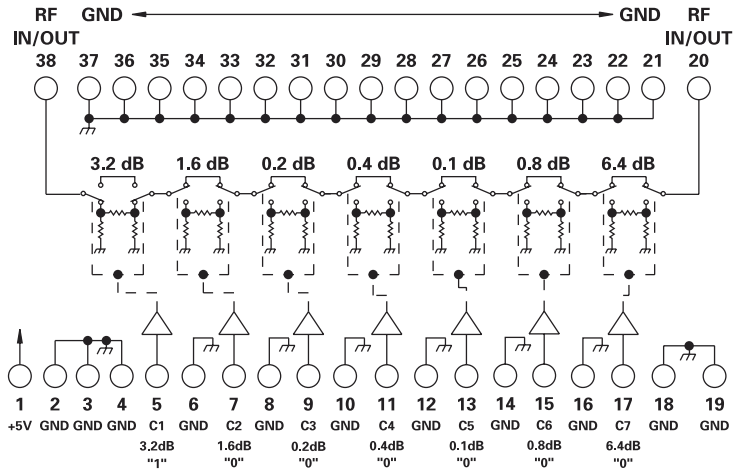 RF GND GND RF
IN/OUT IN/OUT
38 37 36 35 34 33 32 31 30 29 28 27 26 25 24 23 22 21 20
3.2 dB 1.6 dB 0.2 dB 0.4 dB 0.1 dB 0.8 dB 6.4 dB
1 2 3 4 5 6 7 8 9 10 11 12 13 14 15 16 17 18 19
+5V GND GND GND C1 GND C2 GND C3 GND C4 GND C5 GND C6 GND C7 GND GND
3.2dB 1.6dB 0.2dB 0.4dB 0.1dB 0.8dB 6.4dB
"1" "0" "0" "0" "0" "0" "0"